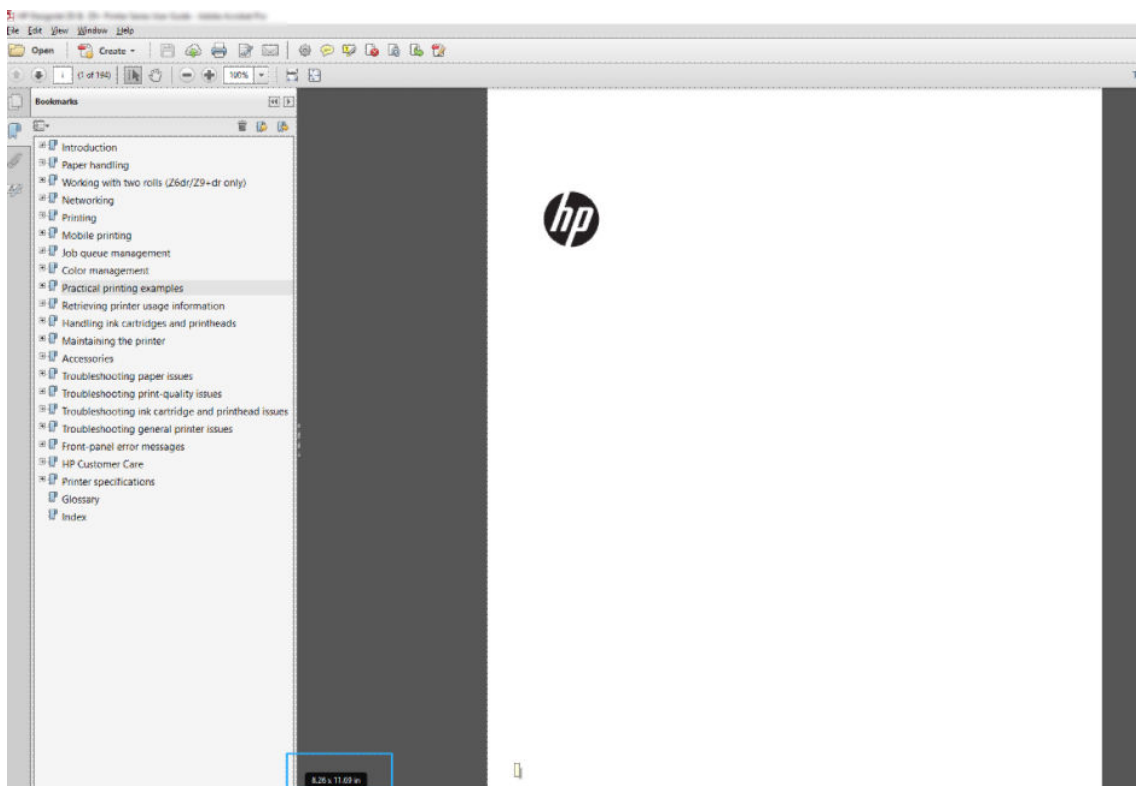 File Edit View Window Help
Open Create
i (1 of 194) 100%
Bookmarks
Introduction
Paper handling
Working with two rolls (Z6dr/Z9+dr only)
Networking
Printing
Mobile printing
Job queue management
Color management
Practical printing examples
Retrieving printer usage information
Handling ink cartridges and printheads
Maintaining the printer
Accessories
Troubleshooting paper issues
Troubleshooting print-quality issues
Troubleshooting ink cartridge and printhead issues
Troubleshooting general printer issues
Front-panel error messages
HP Customer Care
Printer specifications
Glossary
Index
hp
8.26 x 11.69 in